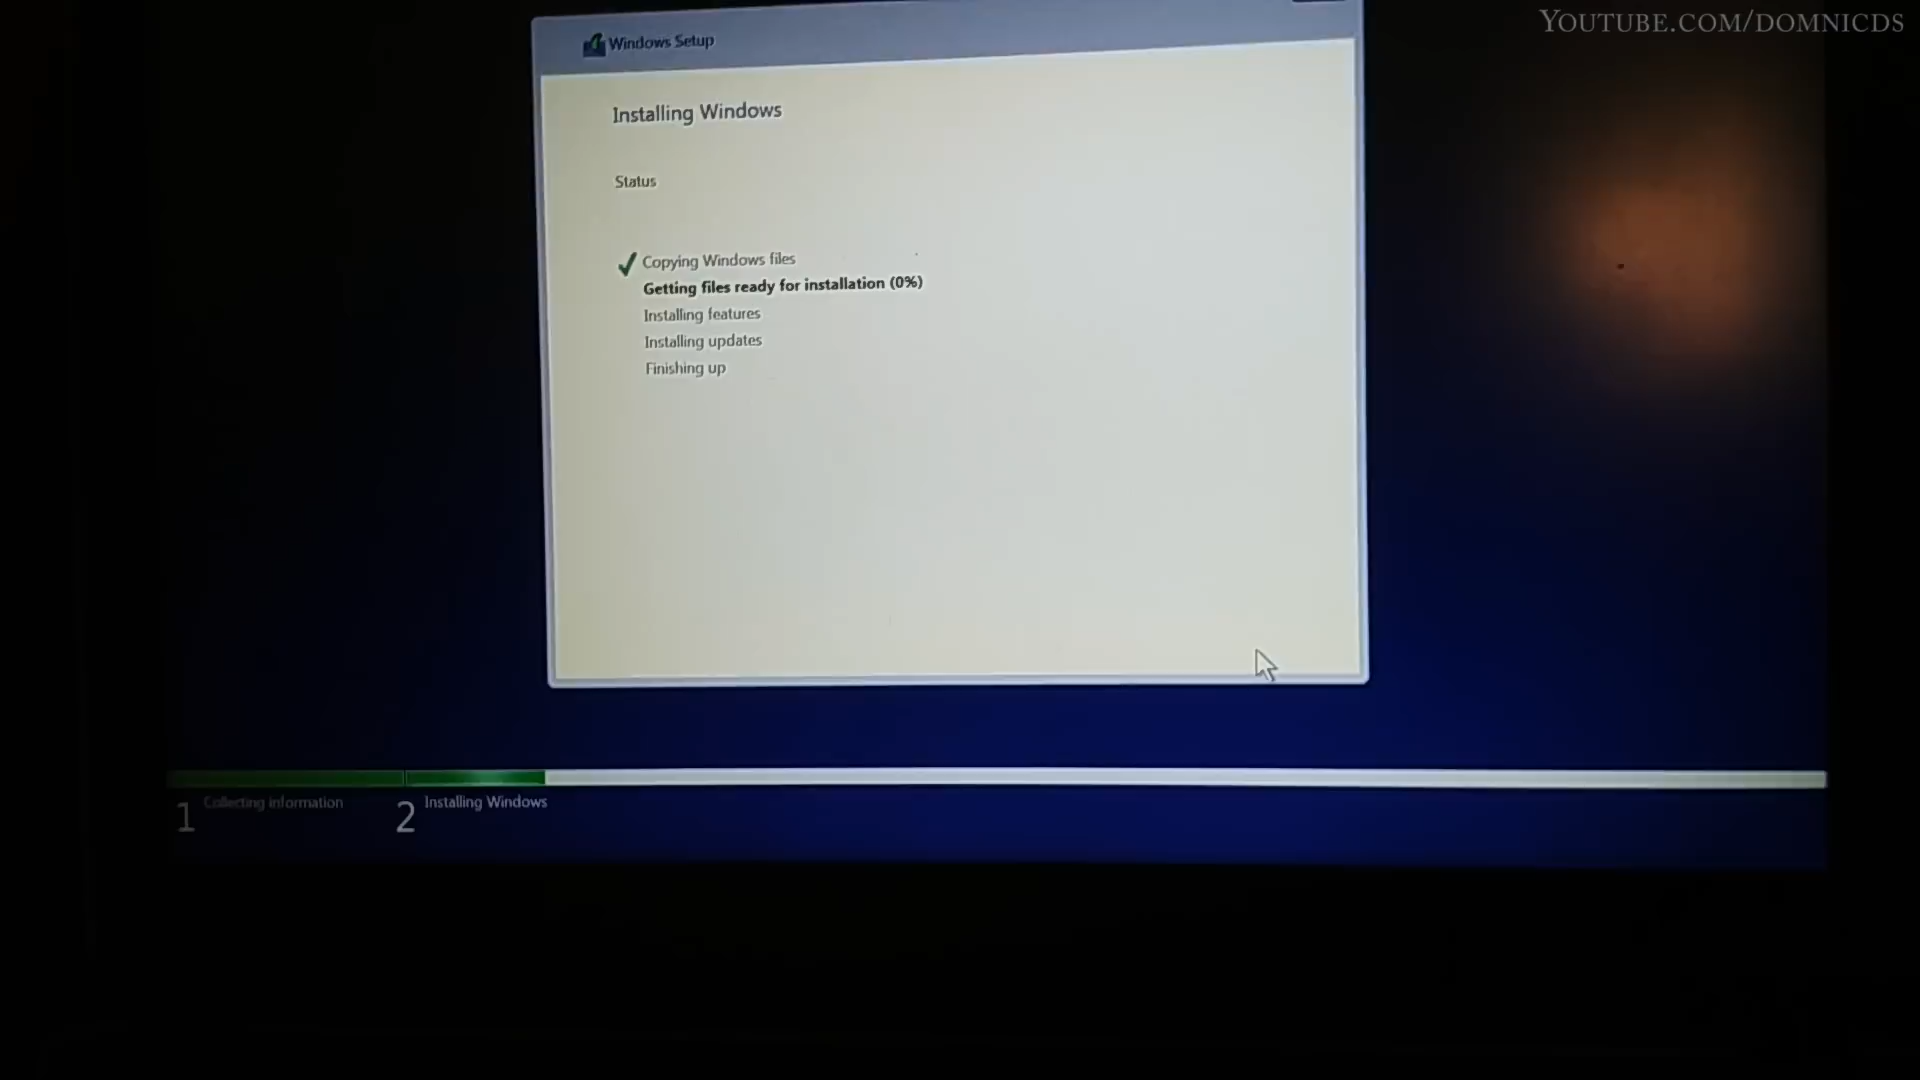 YOUTUBE.COM/DOMNICDS
Windows Setup
Installing Windows
Status
Copying Windows files
Getting files ready for installation (0%)
Installing features
Installing updates
Finishing up
1 Collecting information
2 Installing Windows